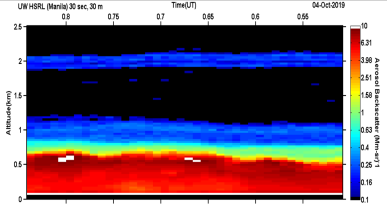 UW HSRL (Manila) 30 sec, 30 m
Time(UT)
04-Oct-2019
0.8 0.75 0.7 0.65 0.6 0.55
Altitude(km)
2.5
2
1.5
1
0.5
0
10
6.31
3.98
2.51
1.58
1
0.63
0.4
0.25
0.16
0.1
Aerosol Backscatter (Mm-sr)-1